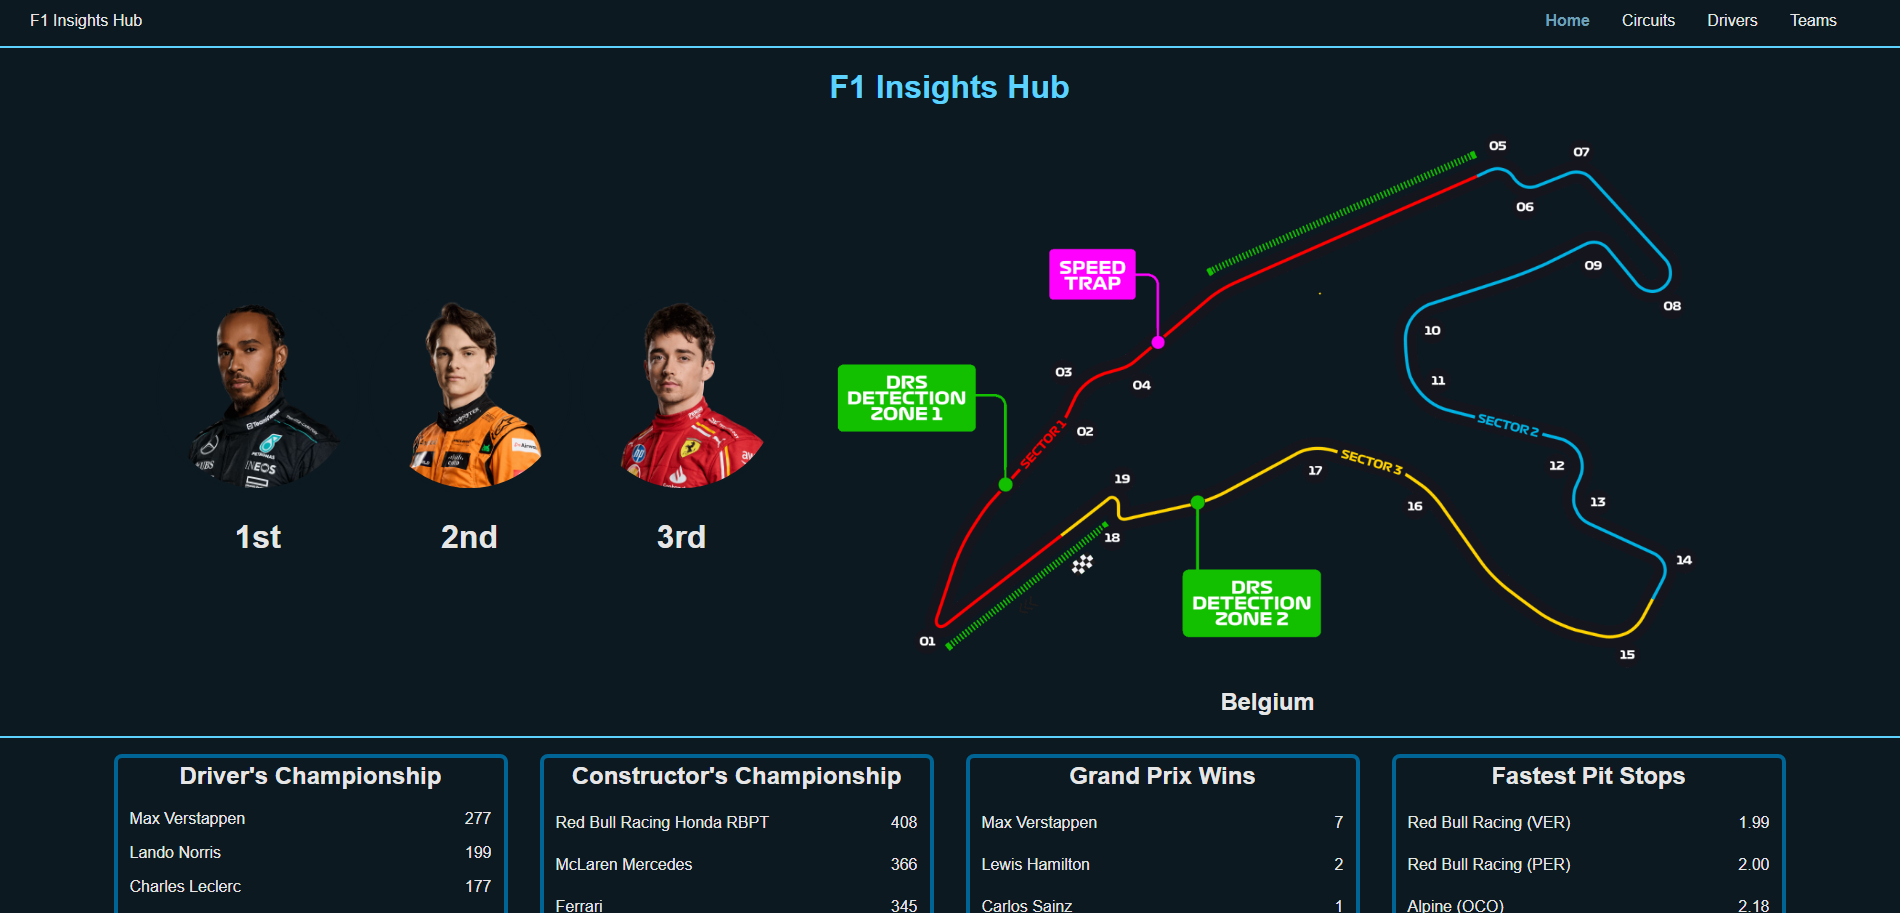 F1 Insights Hub
Home Circuits Drivers Teams
F1 Insights Hub
05
07
06
09
08
SPEED
TRAP
10
03
04
11
DRS
DETECTION
ZONE 1
SECTOR 1
02
SECTOR 2
12
17
SECTOR 3
19
16
13
18
14
DRS
DETECTION
ZONE 2
01
15
PETRONAS
UBS
INEOS
hp
1st
2nd
3rd
Belgium
Driver's Championship
Max Verstappen 277
Lando Norris 199
Charles Leclerc 177
Constructor's Championship
Red Bull Racing Honda RBPT 408
McLaren Mercedes 366
Ferrari 345
Grand Prix Wins
Max Verstappen 7
Lewis Hamilton 2
Carlos Sainz 1
Fastest Pit Stops
Red Bull Racing (VER) 1.99
Red Bull Racing (PER) 2.00
Alpine (OCO) 2.18